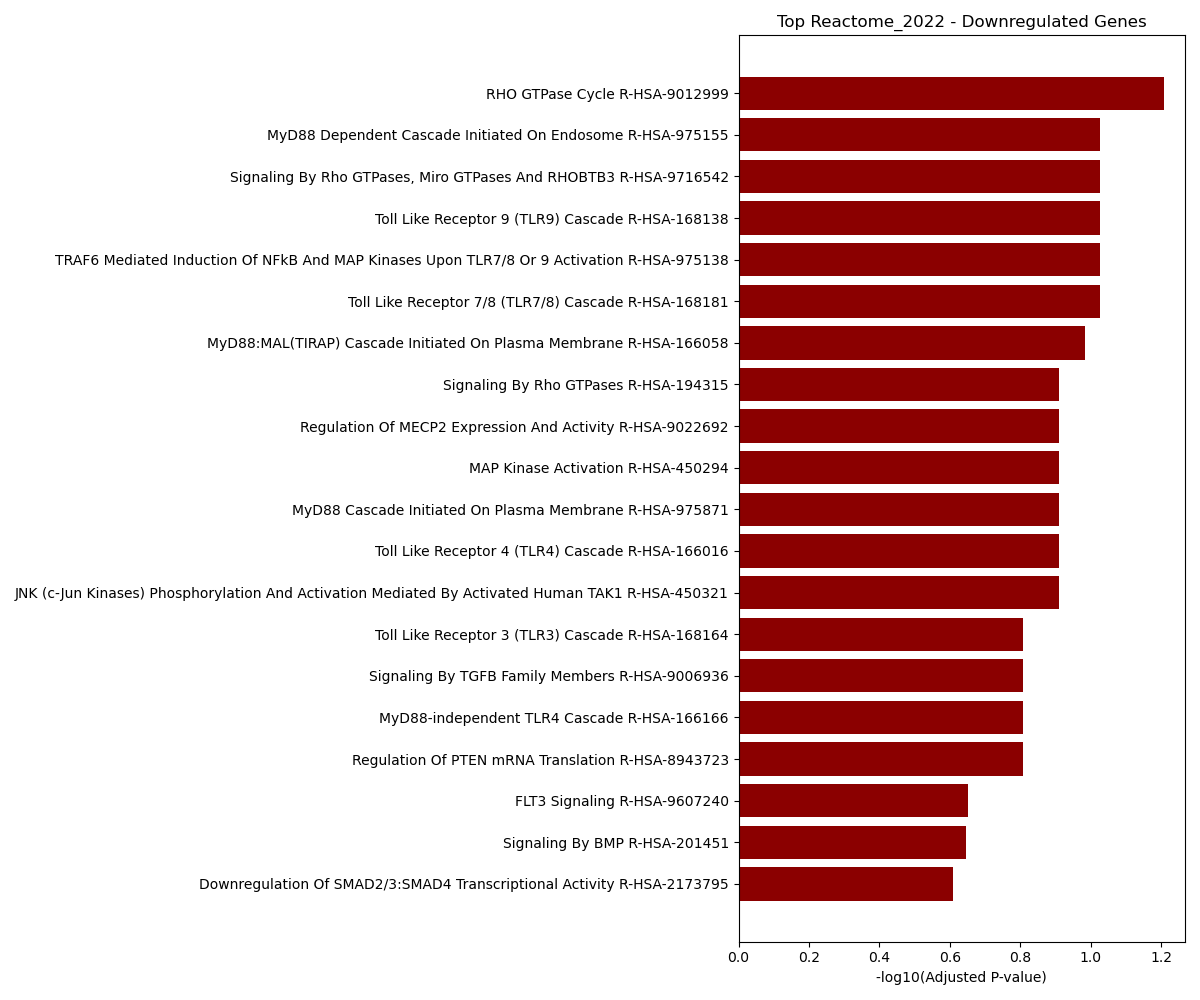 Top Reactome_2022 - Downregulated Genes
RHO GTPase Cycle R-HSA-9012999
MyD88 Dependent Cascade Initiated On Endosome R-HSA-975155
Signaling By Rho GTPases, Miro GTPases And RHOBTB3 R-HSA-9716542
Toll Like Receptor 9 (TLR9) Cascade R-HSA-168138
TRAF6 Mediated Induction Of NFkB And MAP Kinases Upon TLR7/8 Or 9 Activation R-HSA-975138
Toll Like Receptor 7/8 (TLR7/8) Cascade R-HSA-168181
MyD88:MAL(TIRAP) Cascade Initiated On Plasma Membrane R-HSA-166058
Signaling By Rho GTPases R-HSA-194315
Regulation Of MECP2 Expression And Activity R-HSA-9022692
MAP Kinase Activation R-HSA-450294
MyD88 Cascade Initiated On Plasma Membrane R-HSA-975871
Toll Like Receptor 4 (TLR4) Cascade R-HSA-166016
JNK (c-Jun Kinases) Phosphorylation And Activation Mediated By Activated Human TAK1 R-HSA-450321
Toll Like Receptor 3 (TLR3) Cascade R-HSA-168164
Signaling By TGFB Family Members R-HSA-9006936
MyD88-independent TLR4 Cascade R-HSA-166166
Regulation Of PTEN mRNA Translation R-HSA-8943723
FLT3 Signaling R-HSA-9607240
Signaling By BMP R-HSA-201451
Downregulation Of SMAD2/3:SMAD4 Transcriptional Activity R-HSA-2173795
0.0 0.2 0.4 0.6 0.8 1.0 1.2
-log10(Adjusted P-value)